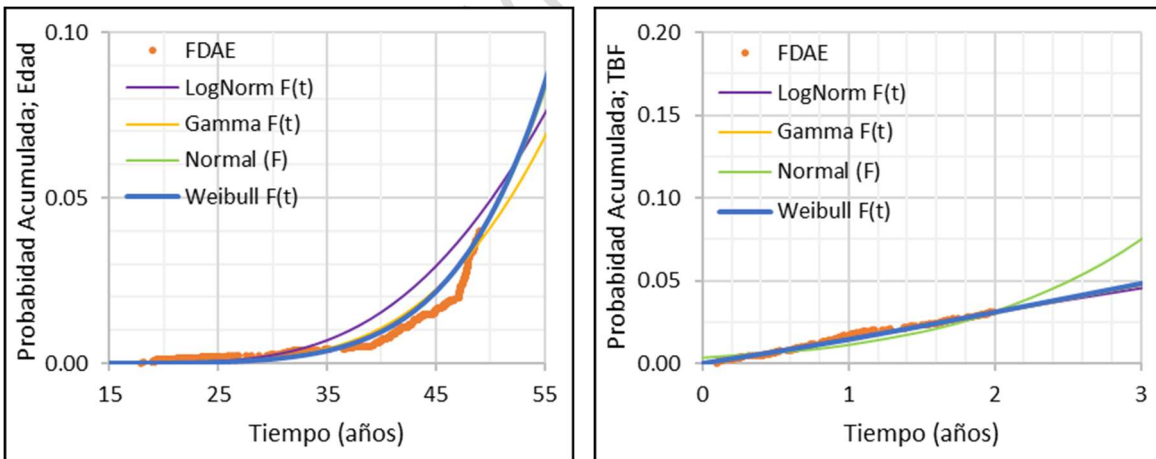 Probabidad Acumulada; Edad
0.10
0.05
0.00
FDAE
LogNorm F(t)
Gamma F(t)
Normal (F)
Weibull F(t)
15 25 35 45 55
Tiempo (años)
Probabidad Acumulada; TBF
0.20
0.15
0.10
0.05
0.00
FDAE
LogNorm F(t)
Gamma F(t)
Normal (F)
Weibull F(t)
0 1 2 3
Tiempo (años)